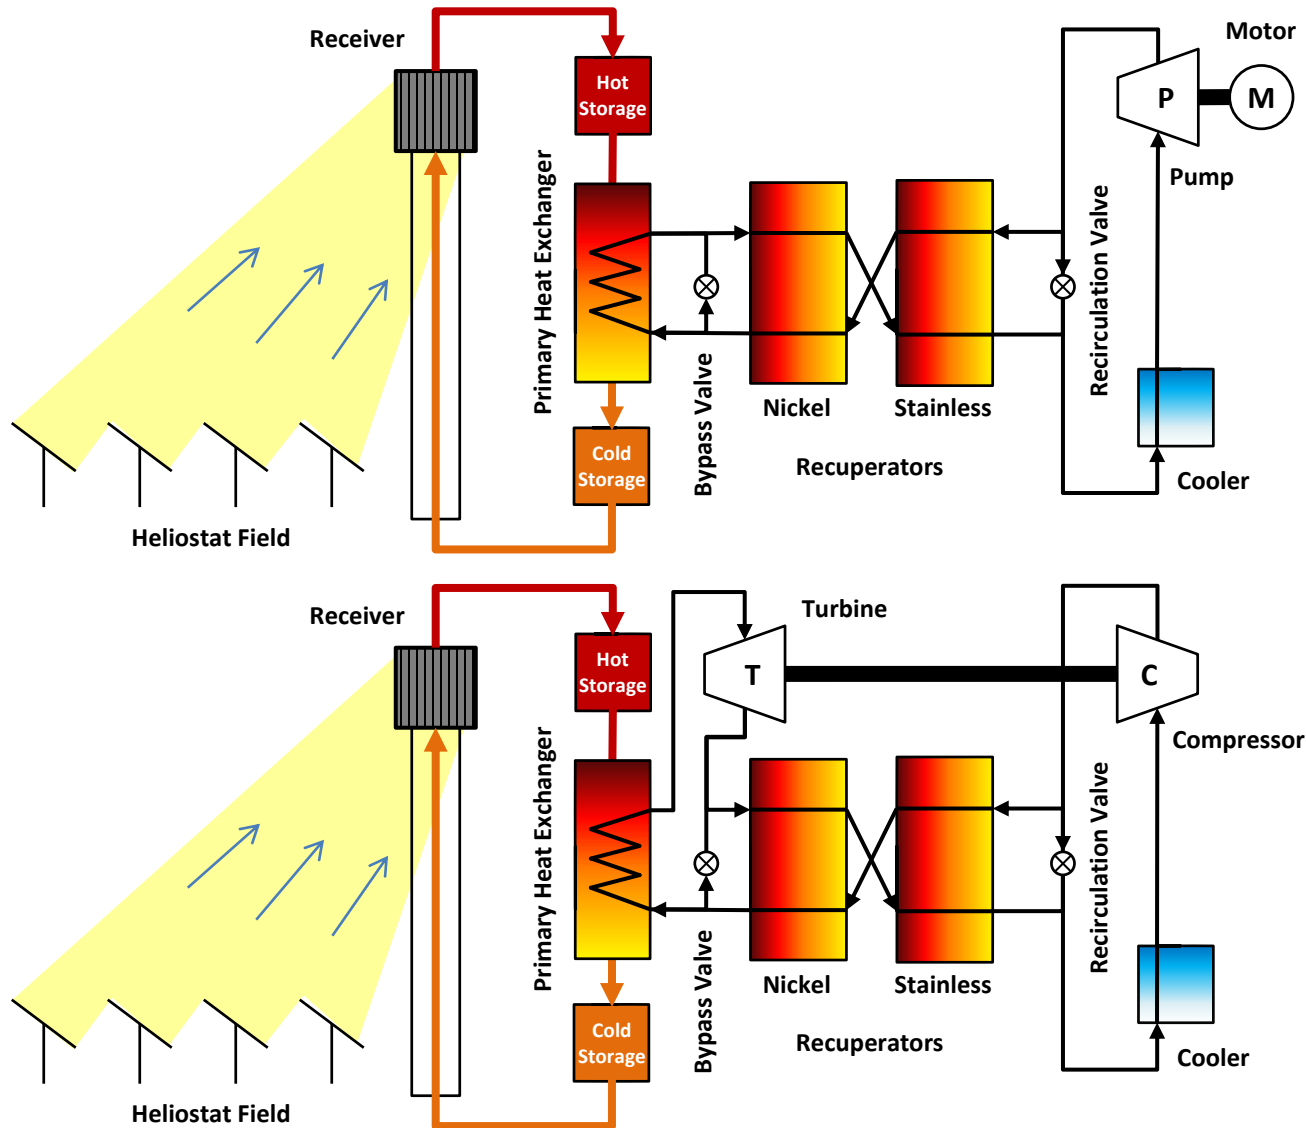 Receiver
Motor
Hot
Storage
P
M
Pump
Primary Heat Exchanger
Recirculation Valve
Bypass Valve
Nickel
Stainless
Cold
Storage
Recuperators
Cooler
Heliostat Field
Receiver
Turbine
Hot
Storage
T
C
Compressor
Primary Heat Exchanger
Recirculation Valve
Bypass Valve
Nickel
Stainless
Cold
Storage
Recuperators
Cooler
Heliostat Field